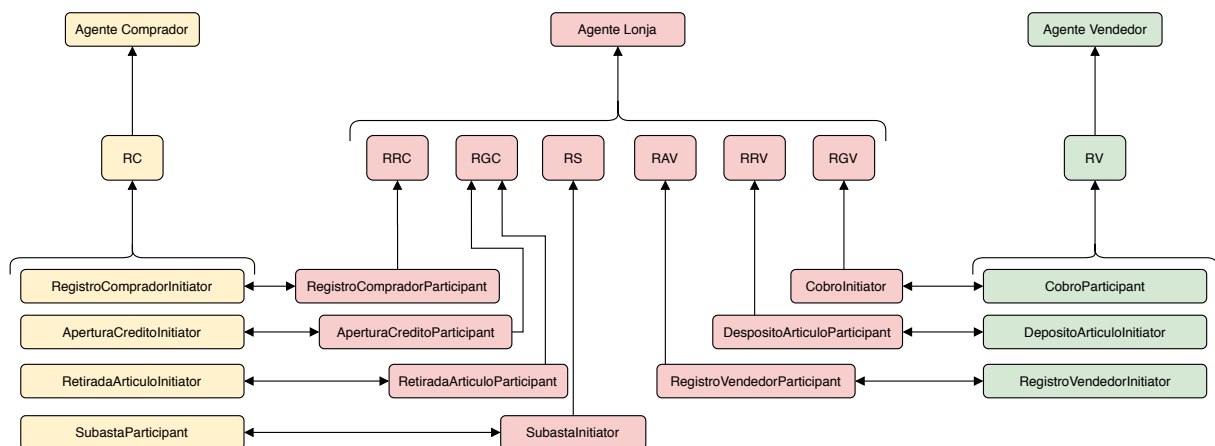 Agente Comprador
Agente Lonja
Agente Vendedor
RC
RRC
RGC
RS
RAV
RRV
RGV
RV
RegistroCompradorInitiator
RegistroCompradorParticipant
CobroInitiator
CobroParticipant
AperturaCreditoInitiator
AperturaCreditoParticipant
DespositoArticuloParticipant
DepositoArticuloInitiator
RetiradaArticuloInitiator
RetiradaArticuloParticipant
RegistroVendedorParticipant
RegistroVendedorInitiator
SubastaParticipant
SubastaInitiator